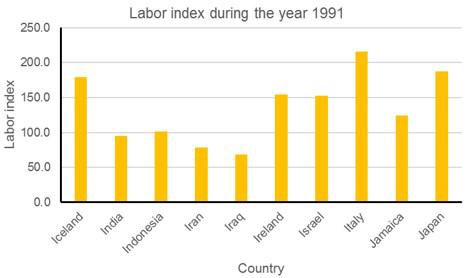 Labor index during the year 1991
Labor index
250.0
200.0
150.0
100.0
50.0
0.0
Iceland
India
Indonesia
Iran
Iraq
Ireland
Israel
Italy
Jamaica
Japan
Country